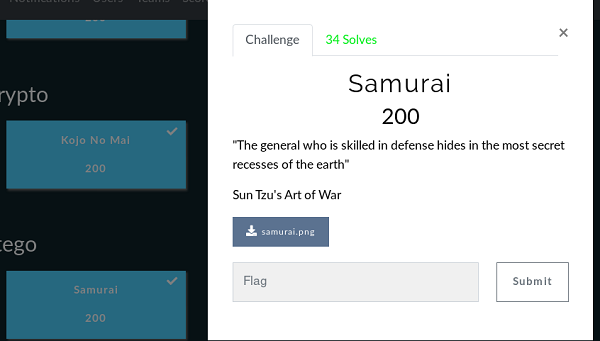 Notifications Users Teams
200
Challenge
34 Solves
×
Samurai
200
"The general who is skilled in defense hides in the most secret
recesses of the earth"
Sun Tzu's Art of War
samurai.png
Flag
Submit
rypto
Kojo No Mai
200
tego
Samurai
200